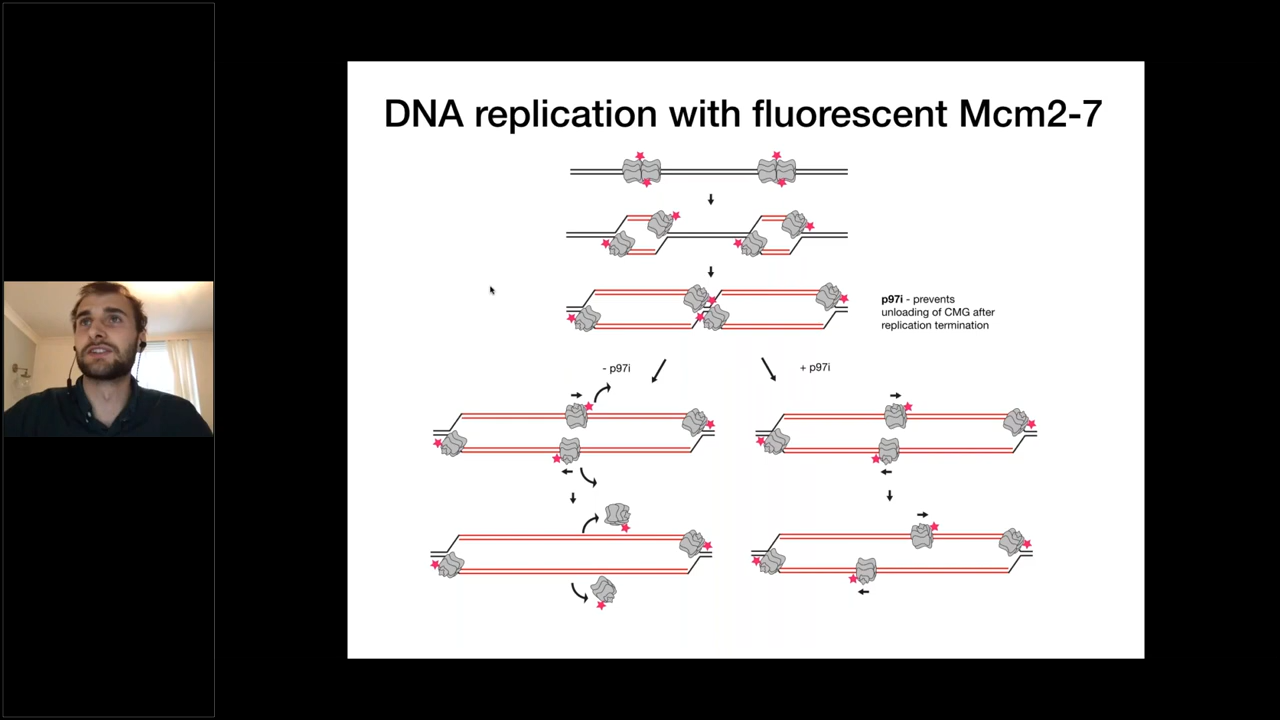 DNA replication with fluorescent Mcm2-7
p97i - prevents
unloading of CMG after
replication termination
- p97i
+ p97i